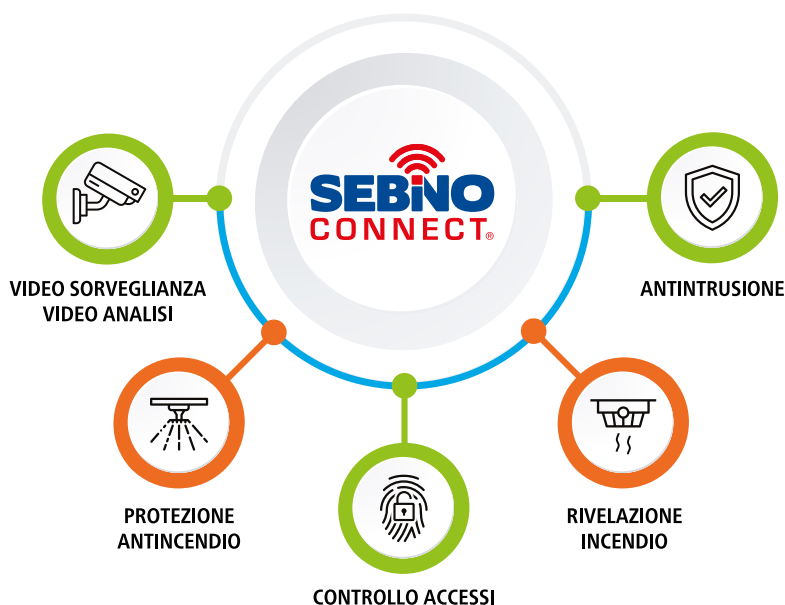 SEBINO
CONNECT®
VIDEO SORVEGLIANZA
VIDEO ANALISI
ANTINTRUSIONE
PROTEZIONE
ANTINCENDIO
RIVELAZIONE
INCENDIO
CONTROLLO ACCESSI